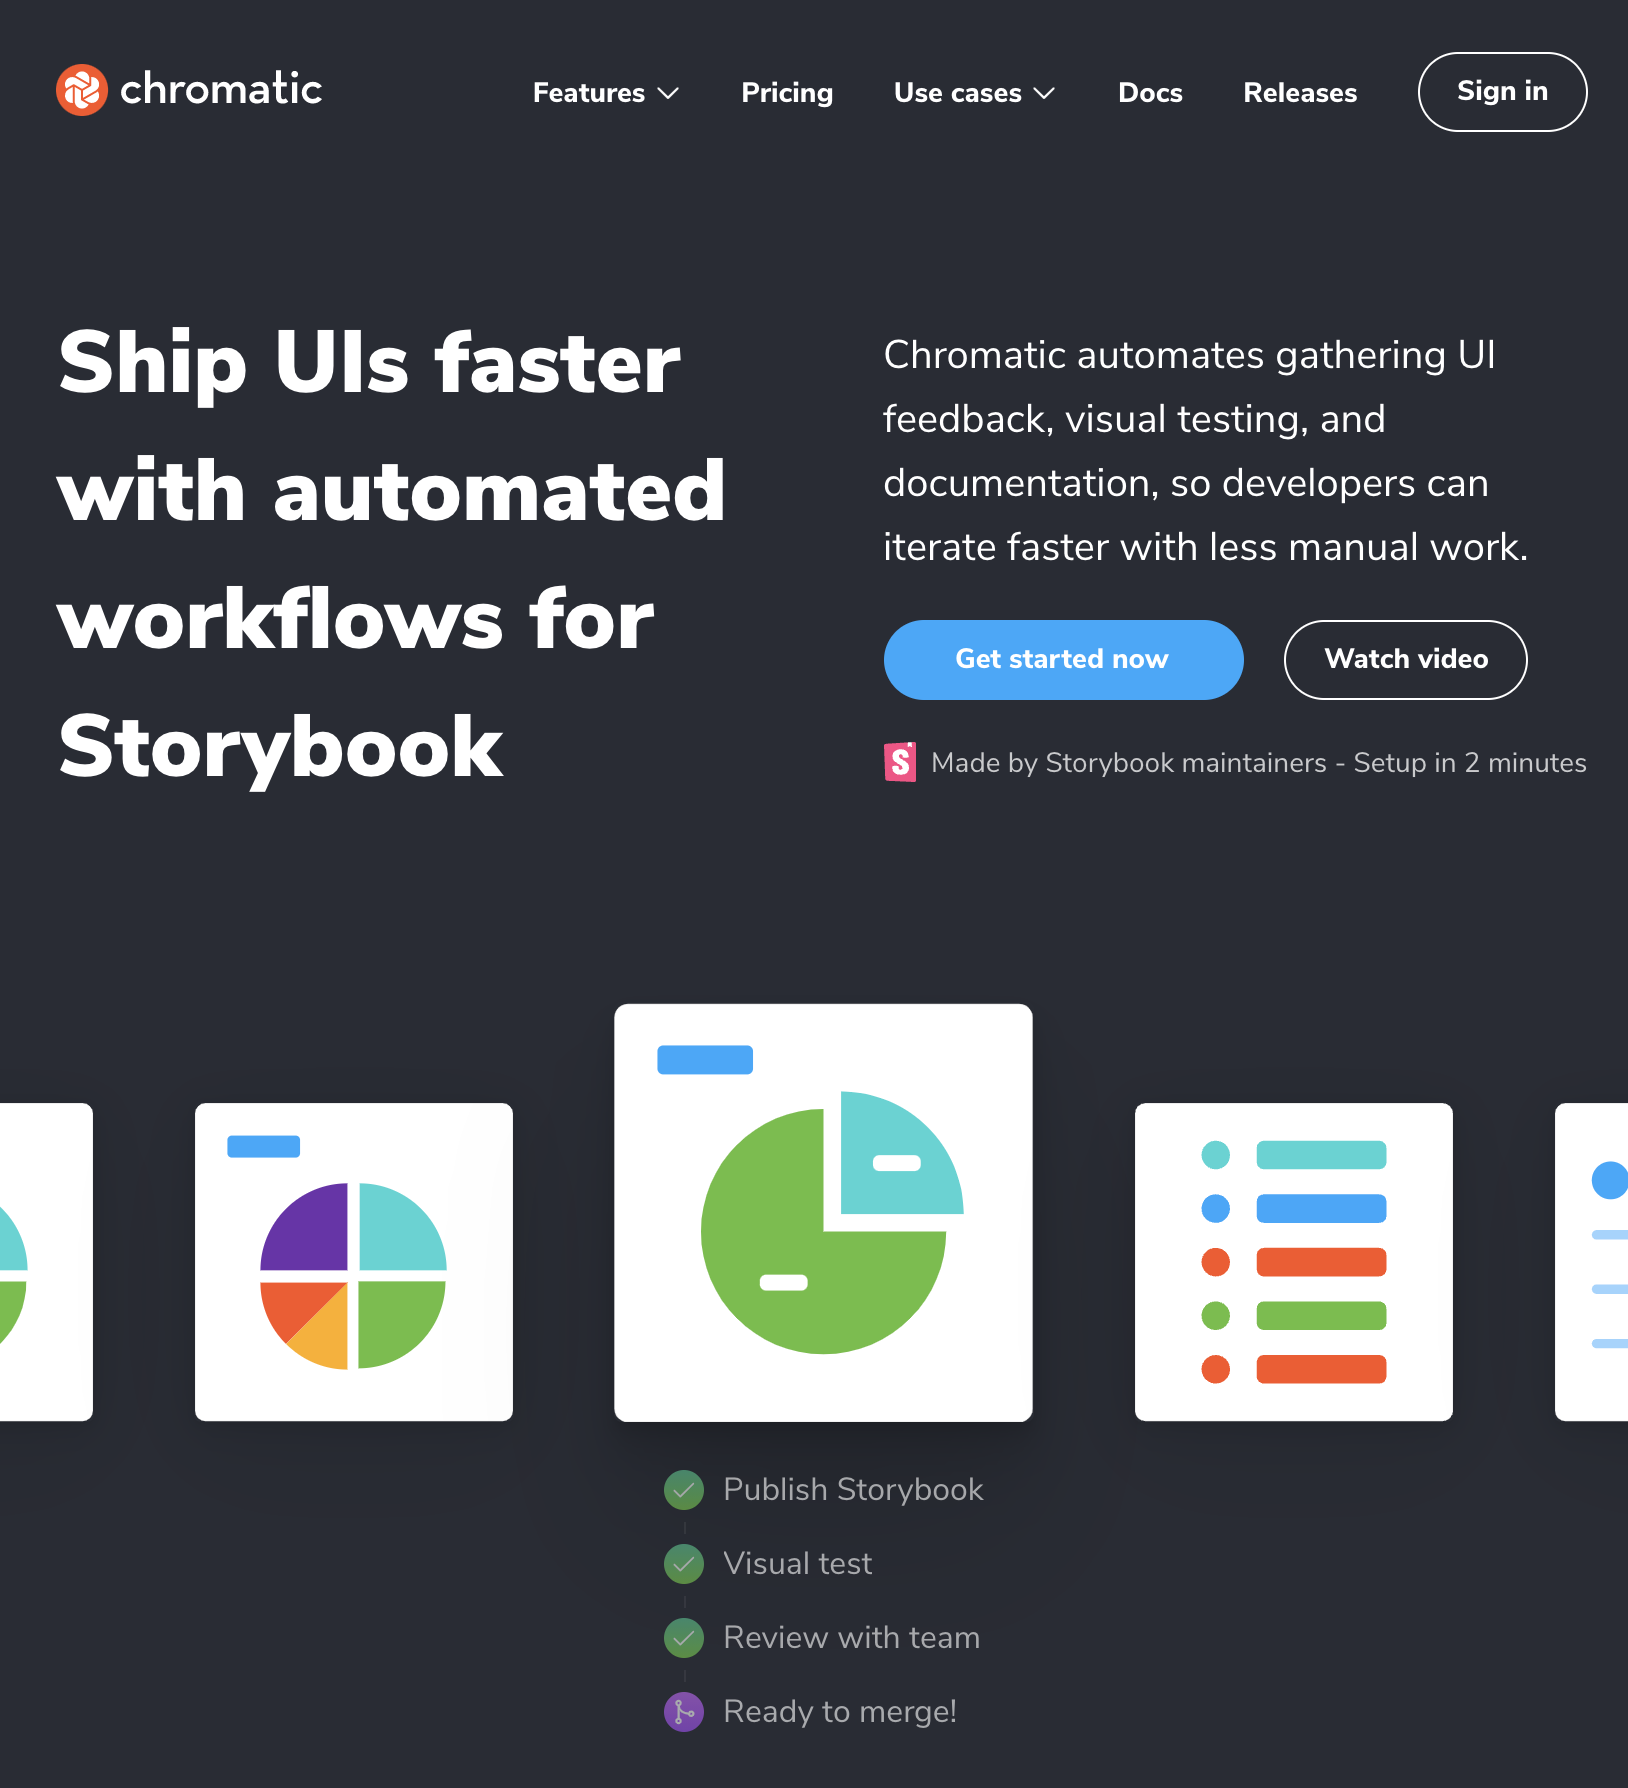 chromatic
Features
Pricing
Use cases
Docs
Releases
Sign in
Ship UIs faster
with automated
workflows for
Storybook
Chromatic automates gathering UI
feedback, visual testing, and
documentation, so developers can
iterate faster with less manual work.
Get started now
Watch video
S
Made by Storybook maintainers - Setup in 2 minutes
Publish Storybook
Visual test
Review with team
Ready to merge!